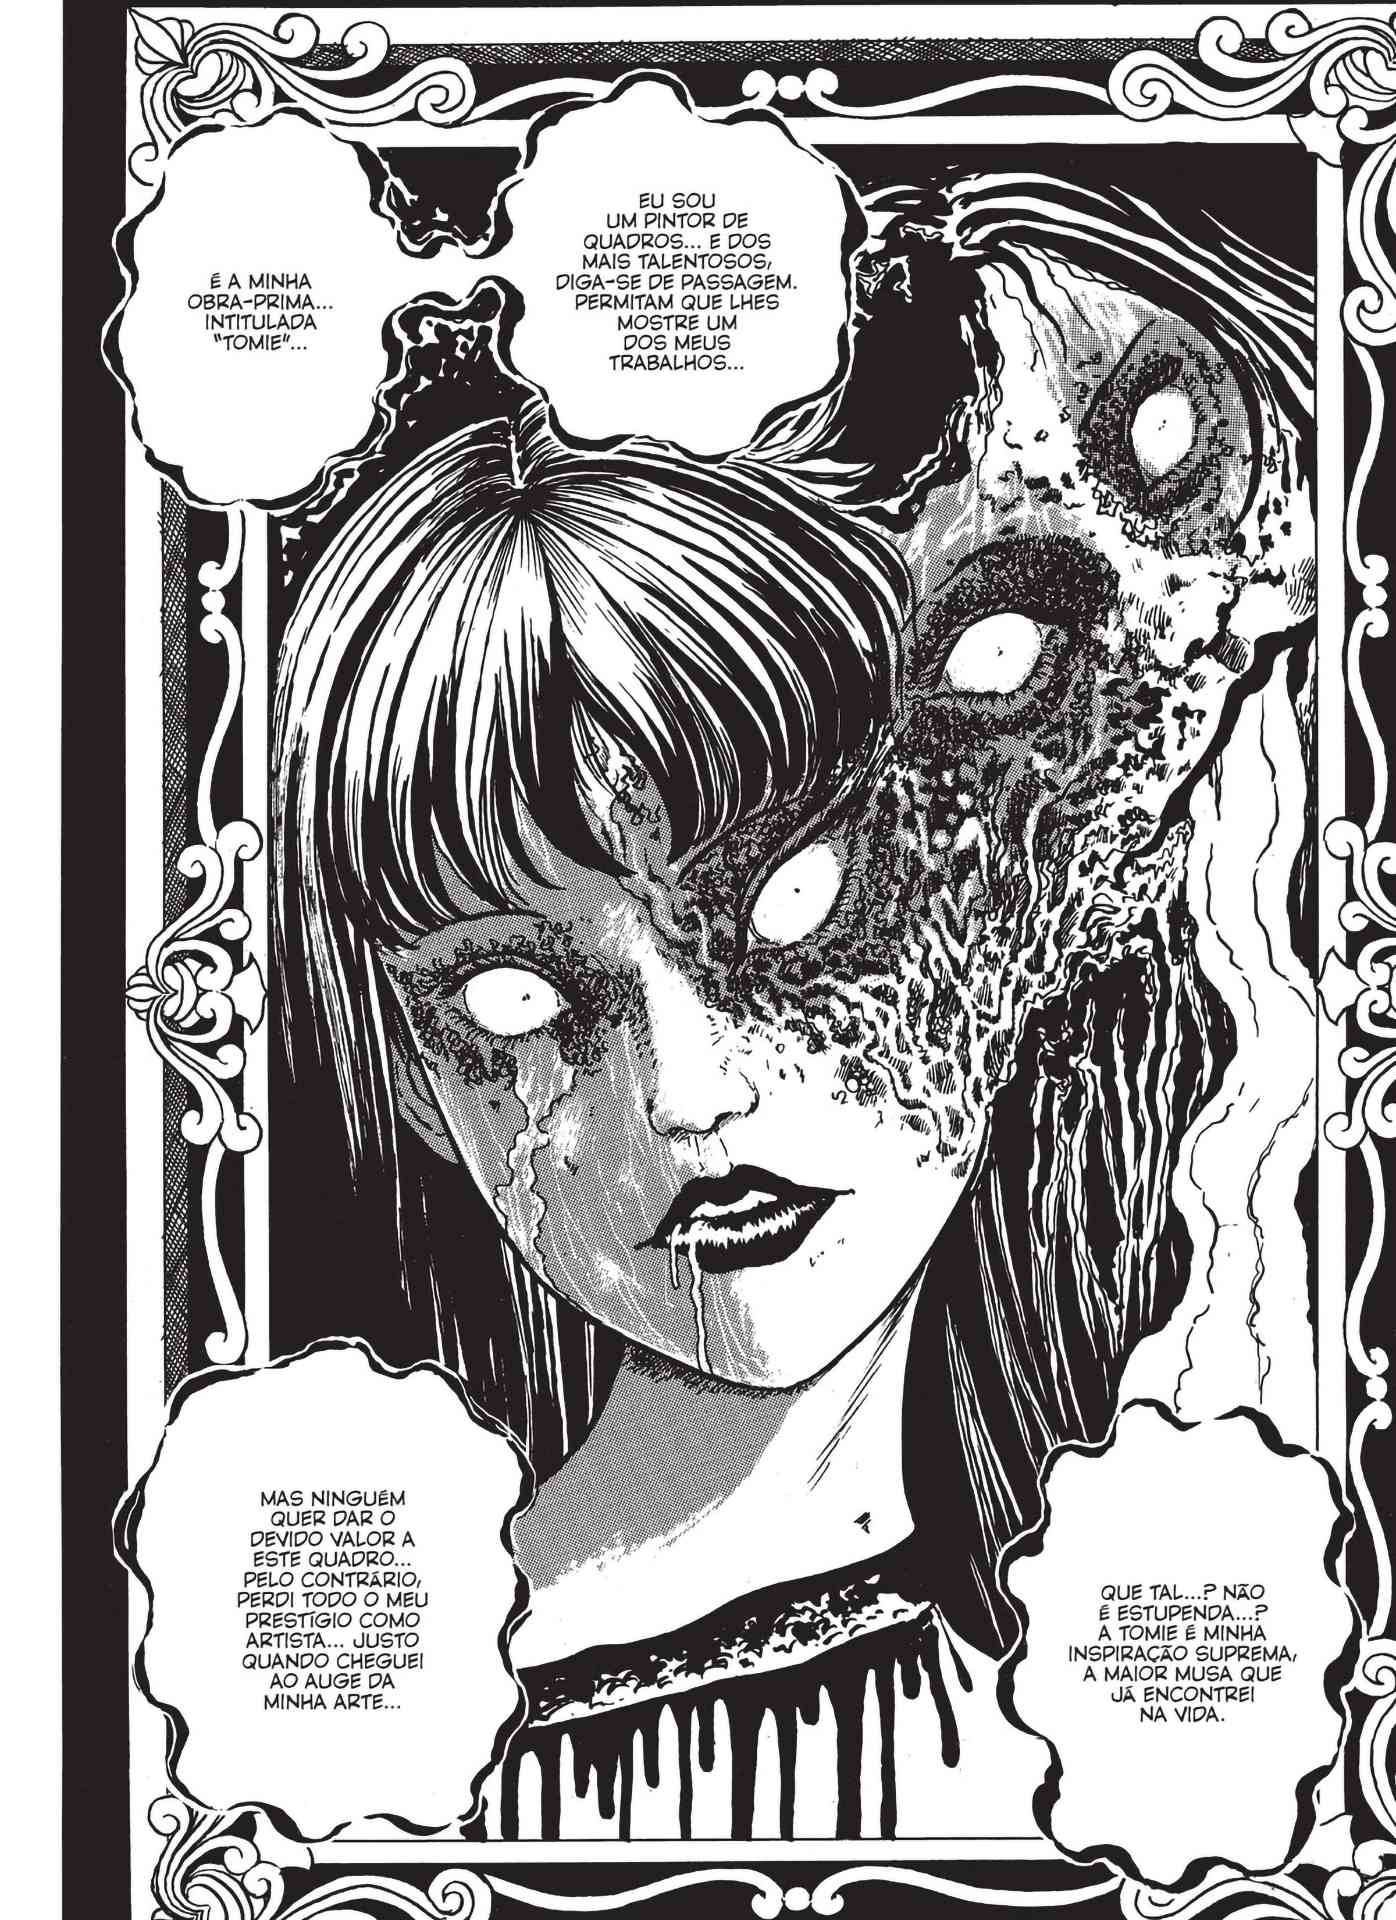 EU SOU
UM PINTOR DE
QUADROS... E DOS
MAIS TALENTOSOS,
DIGA-SE DE PASSAGEM.
PERMITAM QUE LHES
MOSTRE UM
DOS MEUS
TRABALHOS...
É A MINHA
OBRA-PRIMA...
INTITULADA
"TOMIE"...
QUE TAL...? NÃO
É ESTUPENDA...?
A TOMIE É MINHA
INSPIRAÇÃO SUPREMA,
A MAIOR MUSA QUE
JÁ ENCONTREI
NA VIDA.
MAS NINGUÉM
QUER DAR O
DEVIDO VALOR A
ESTE QUADRO...
PELO CONTRÁRIO,
PERDI TODO O MEU
PRESTÍGIO COMO
ARTISTA... JUSTO
QUANDO CHEGUEI
AO AUGE DA
MINHA ARTE...